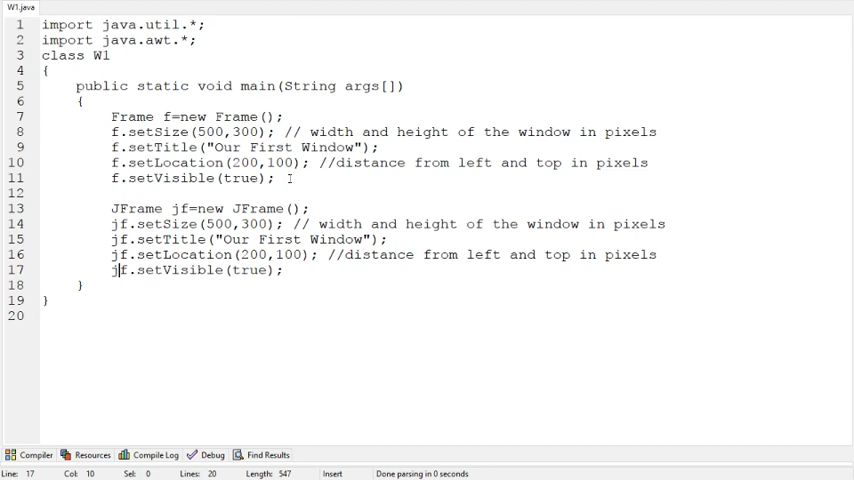 W1.java
1 import java.util.*;
2 import java.awt.*;
3 class W1
4 {
5 public static void main(String args[])
6 {
7 Frame f=new Frame();
8 f.setSize(500,300); // width and height of the window in pixels
9 f.setTitle("Our First Window");
10 f.setLocation(200,100); //distance from left and top in pixels
11 f.setVisible(true);
12
13 JFrame jf=new JFrame();
14 jf.setSize(500,300); // width and height of the window in pixels
15 jf.setTitle("Our First Window");
16 jf.setLocation(200,100); //distance from left and top in pixels
17 jf.setVisible(true);
18 }
19 }
20
Compiler Resources Compile Log Debug Find Results
Line: 17 Col: 10 Sel: 0 Lines: 20 Length: 547 Insert Done parsing in 0 seconds